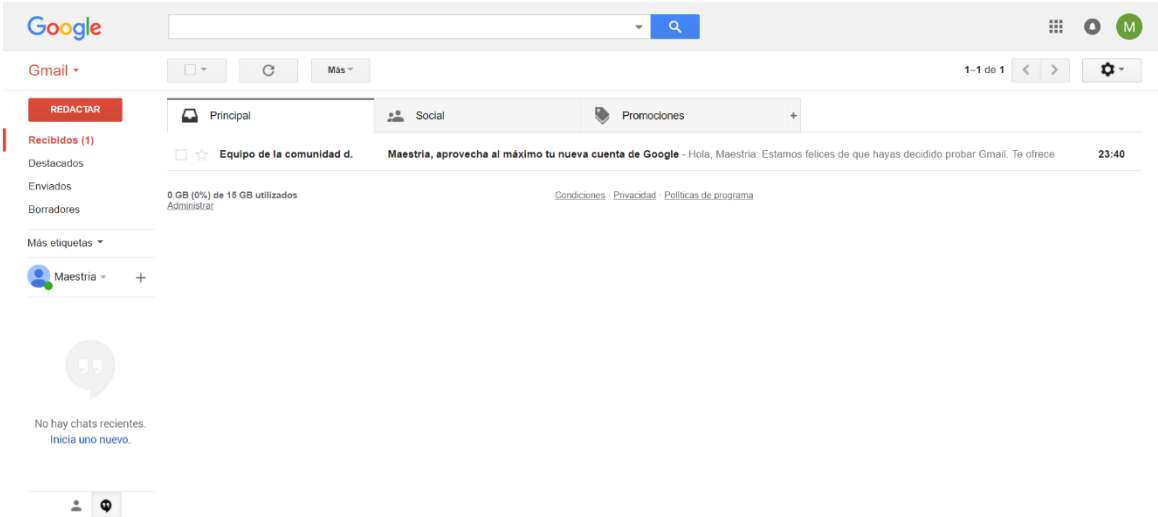 Google
M
Gmail
Más
1–1 de 1
REDACTAR
Principal
Social
Promociones
+
Recibidos (1)
Destacados
Enviados
Borradores
Más etiquetas
Maestria
+
Equipo de la comunidad d.
Maestria, aprovecha al máximo tu nueva cuenta de Google - Hola, Maestria: Estamos felices de que hayas decidido probar Gmail. Te ofrece
23:40
0 GB (0%) de 15 GB utilizados
Administrar
Condiciones - Privacidad - Políticas de programa
No hay chats recientes.
Inicia uno nuevo.